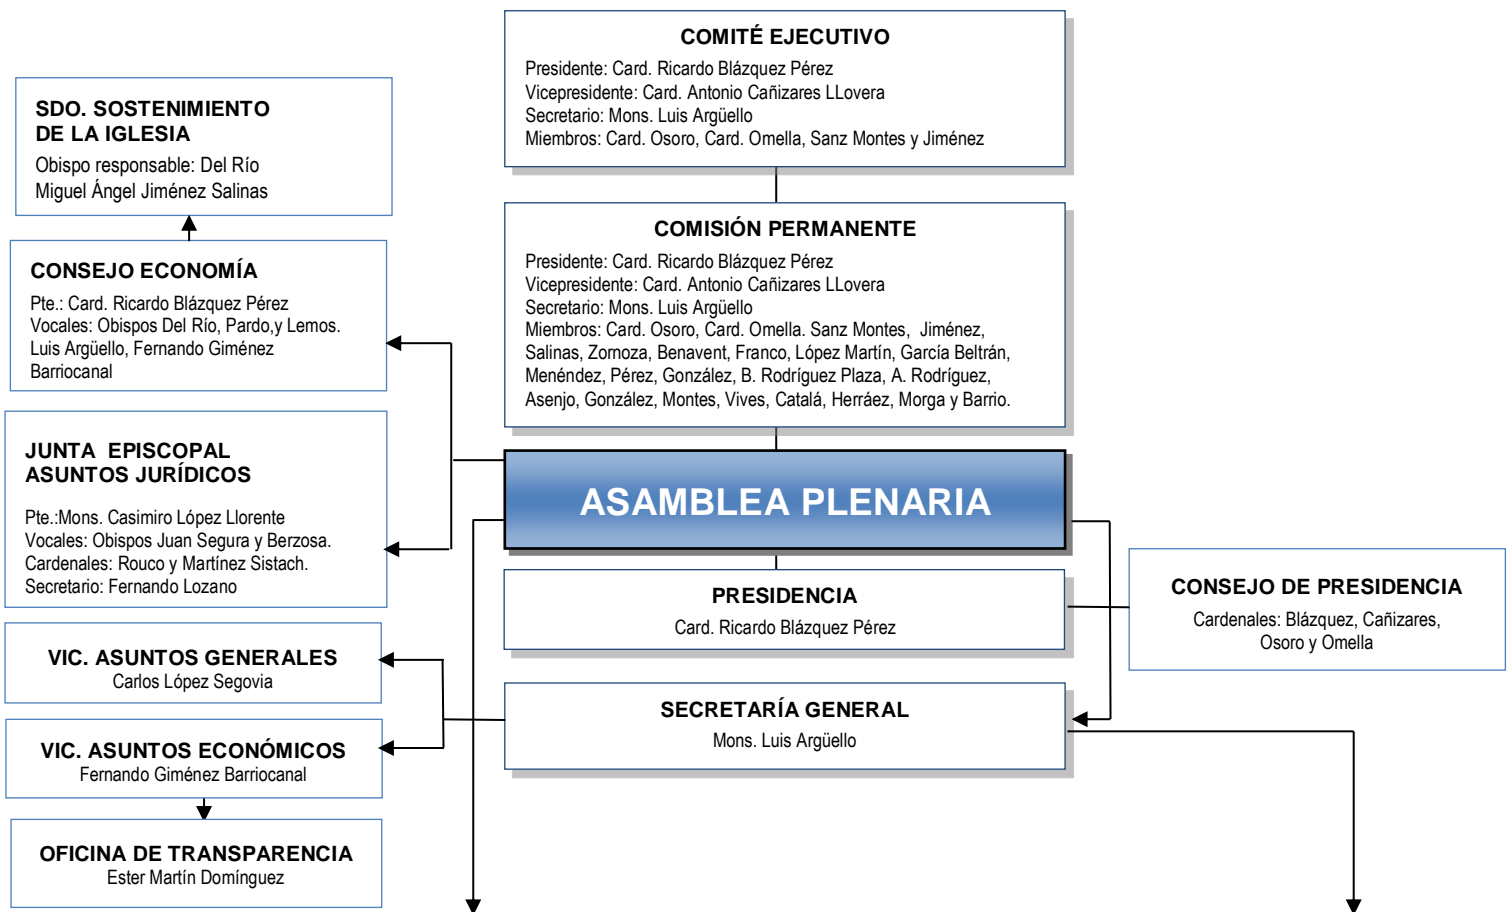 COMITÉ EJECUTIVO
Presidente: Card. Ricardo Blázquez Pérez
Vicepresidente: Card. Antonio Cañizares LLovera
Secretario: Mons. Luis Argüello
Miembros: Card. Osoro, Card. Omella, Sanz Montes y Jiménez
SDO. SOSTENIMIENTO
DE LA IGLESIA
Obispo responsable: Del Río
Miguel Ángel Jiménez Salinas
COMISIÓN PERMANENTE
Presidente: Card. Ricardo Blázquez Pérez
Vicepresidente: Card. Antonio Cañizares LLovera
Secretario: Mons. Luis Argüello
Miembros: Card. Osoro, Card. Omella. Sanz Montes, Jiménez,
Salinas, Zornoza, Benavent, Franco, López Martín, García Beltrán,
Menéndez, Pérez, González, B. Rodríguez Plaza, A. Rodríguez,
Asenjo, González, Montes, Vives, Catalá, Herráez, Morga y Barrio.
CONSEJO ECONOMÍA
Pte.: Card. Ricardo Blázquez Pérez
Vocales: Obispos Del Río, Pardo,y Lemos.
Luis Argüello, Fernando Giménez
Barriocanal
JUNTA EPISCOPAL
ASUNTOS JURÍDICOS
Pte.:Mons. Casimiro López Llorente
Vocales: Obispos Juan Segura y Berzosa.
Cardenales: Rouco y Martínez Sistach.
Secretario: Fernando Lozano
ASAMBLEA PLENARIA
PRESIDENCIA
Card. Ricardo Blázquez Pérez
CONSEJO DE PRESIDENCIA
Cardenales: Blázquez, Cañizares,
Osoro y Omella
VIC. ASUNTOS GENERALES
Carlos López Segovia
SECRETARÍA GENERAL
Mons. Luis Argüello
VIC. ASUNTOS ECONÓMICOS
Fernando Giménez Barriocanal
OFICINA DE TRANSPARENCIA
Ester Martín Domínguez